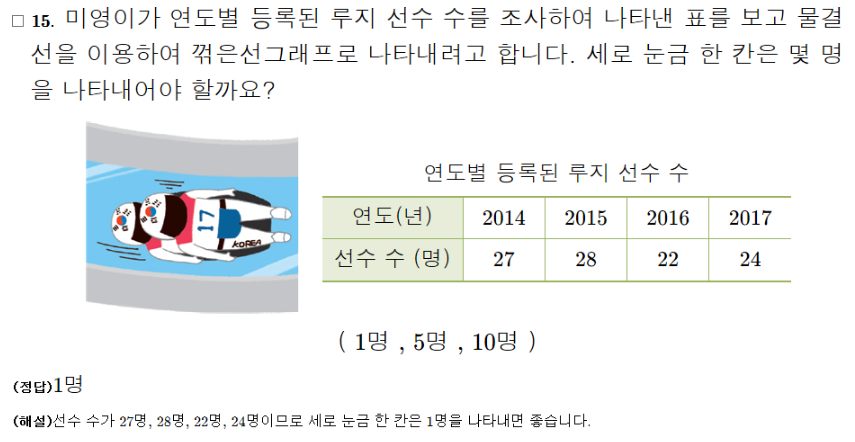 □ 15. 미영이가 연도별 등록된 루지 선수 수를 조사하여 나타낸 표를 보고 물결
선을 이용하여 꺾은선그래프로 나타내려고 합니다. 세로 눈금 한 칸은 몇 명
을 나타내어야 할까요?
17
KOREA
연도별 등록된 루지 선수 수
연도(년) 2014 2015 2016 2017
선수 수 (명) 27 28 22 24
( 1명 , 5명 , 10명 )
(정답)1명
(해설)선수 수가 27명, 28명, 22명, 24명이므로 세로 눈금 한 칸은 1명을 나타내면 좋습니다.